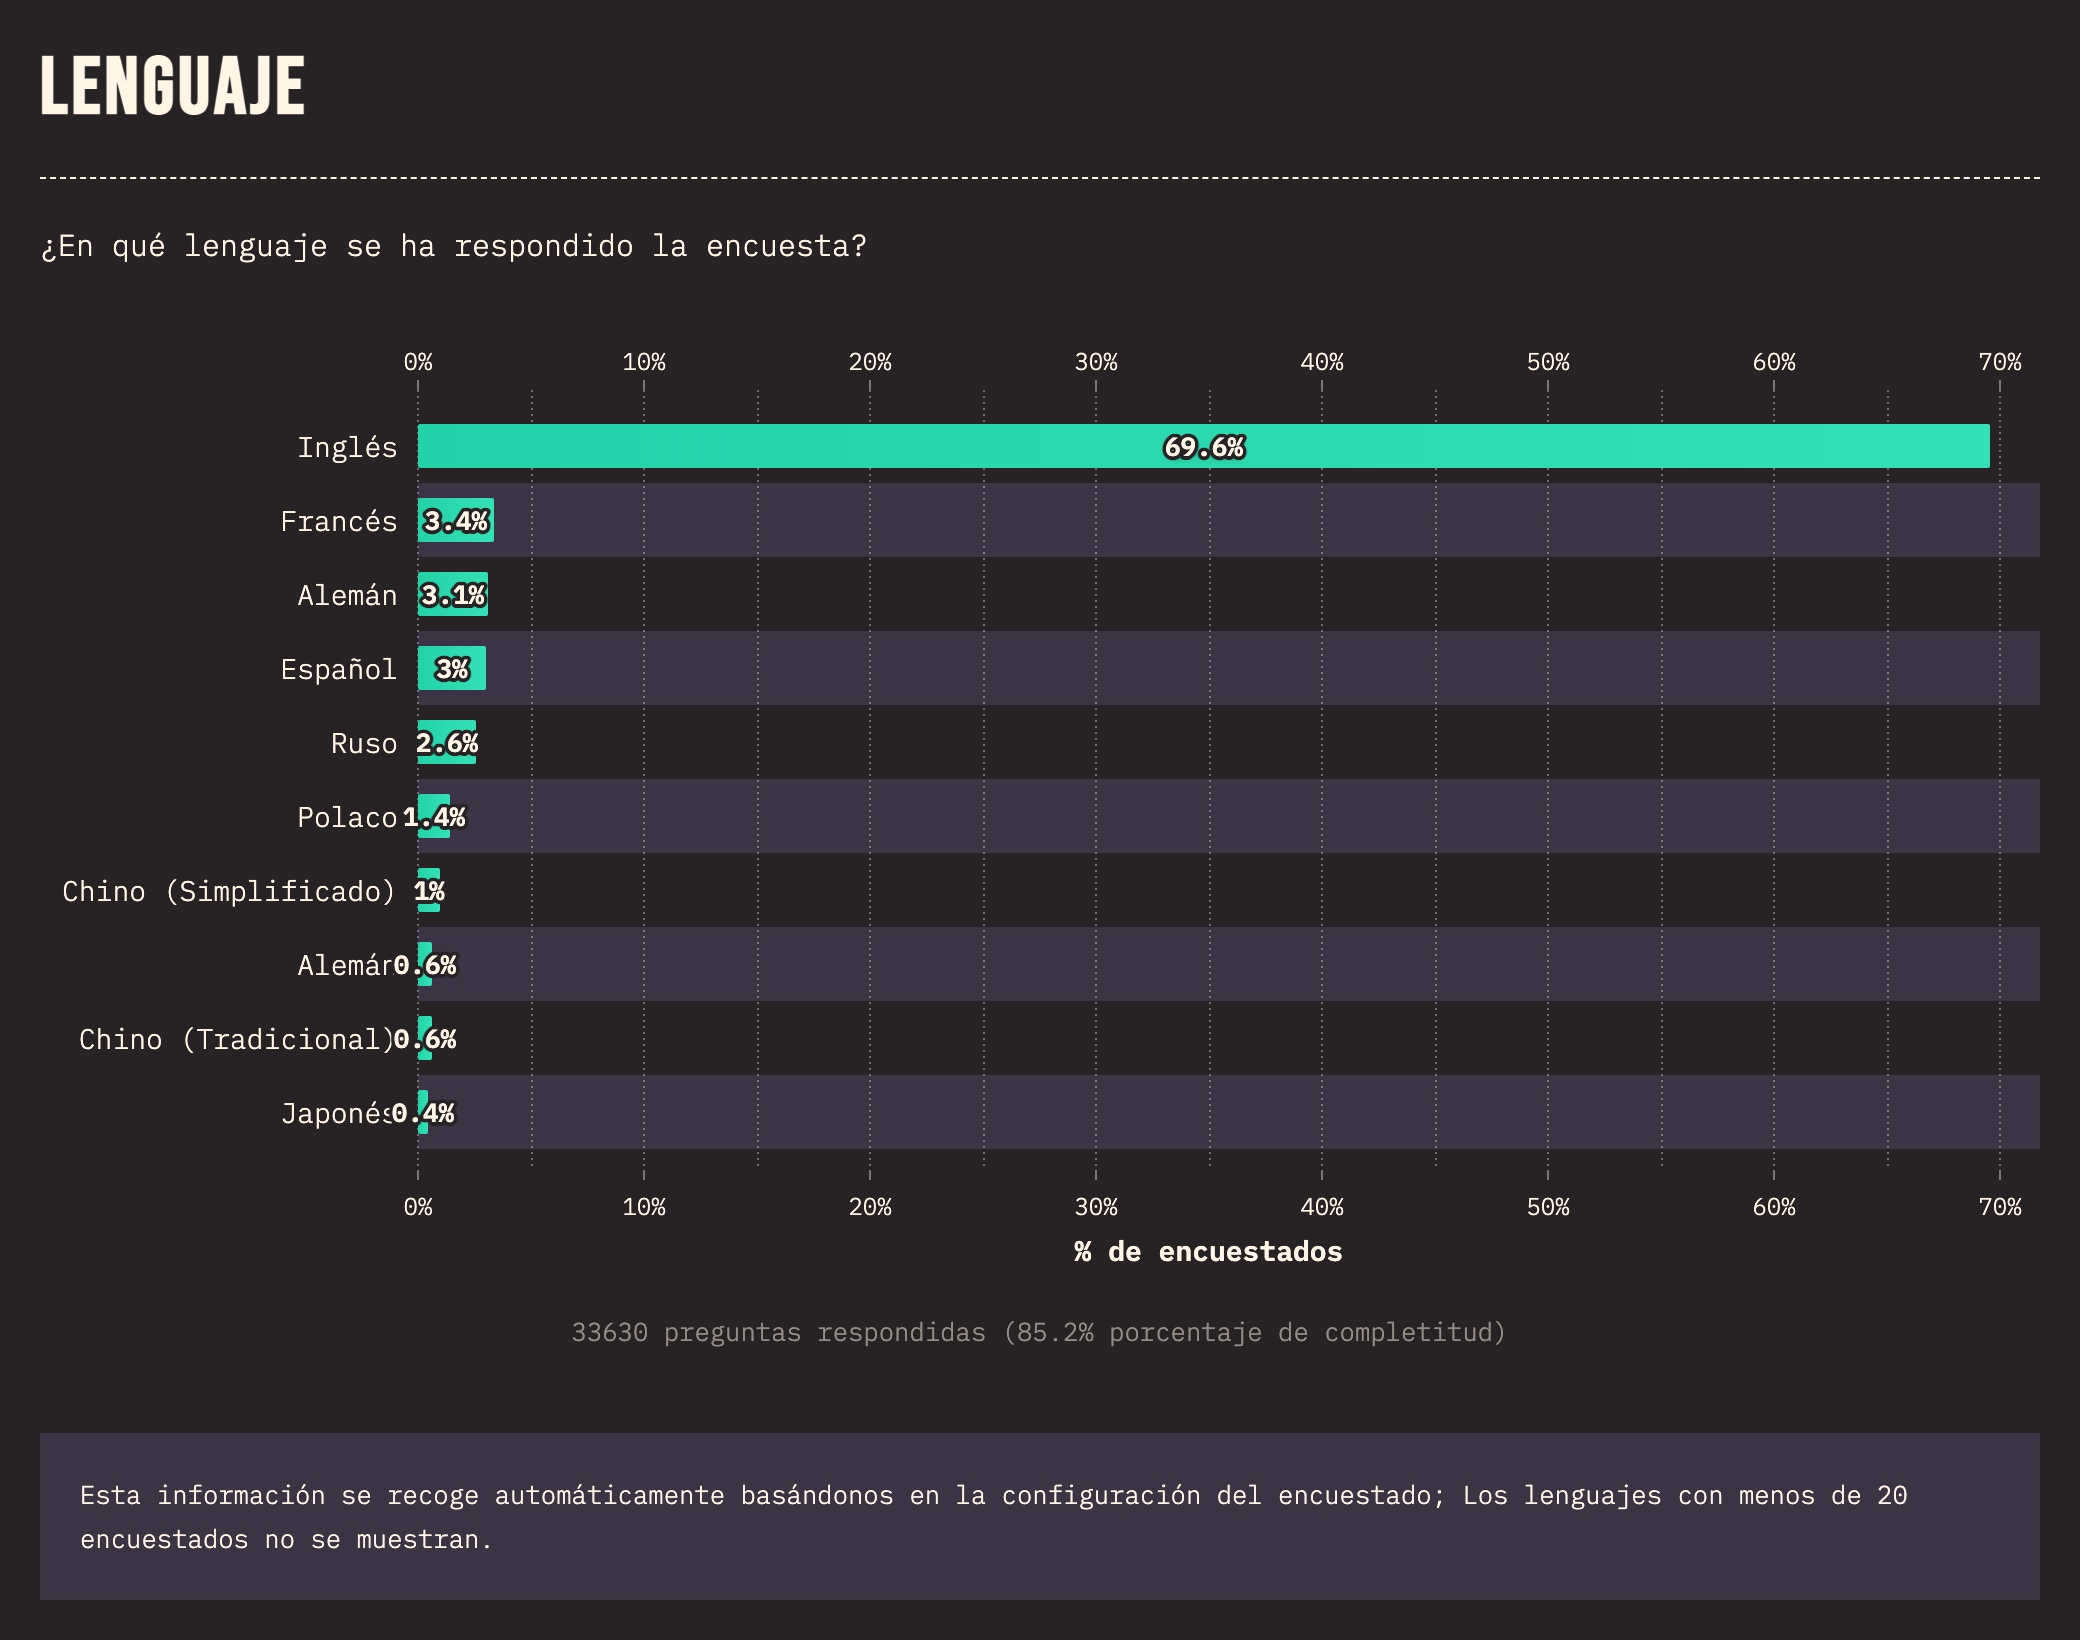 LENGUAJE
¿En qué lenguaje se ha respondido la encuesta?
0% 10% 20% 30% 40% 50% 60% 70%
Inglés 69.6%
Francés 3.4%
Alemán 3.1%
Español 3%
Ruso 2.6%
Polaco 1.4%
Chino (Simplificado) 1%
Alemán 0.6%
Chino (Tradicional) 0.6%
Japonés 0.4%
0% 10% 20% 30% 40% 50% 60% 70%
% de encuestados
33630 preguntas respondidas (85.2% porcentaje de completitud)
Esta información se recoge automáticamente basándonos en la configuración del encuestado; Los lenguajes con menos de 20
encuestados no se muestran.